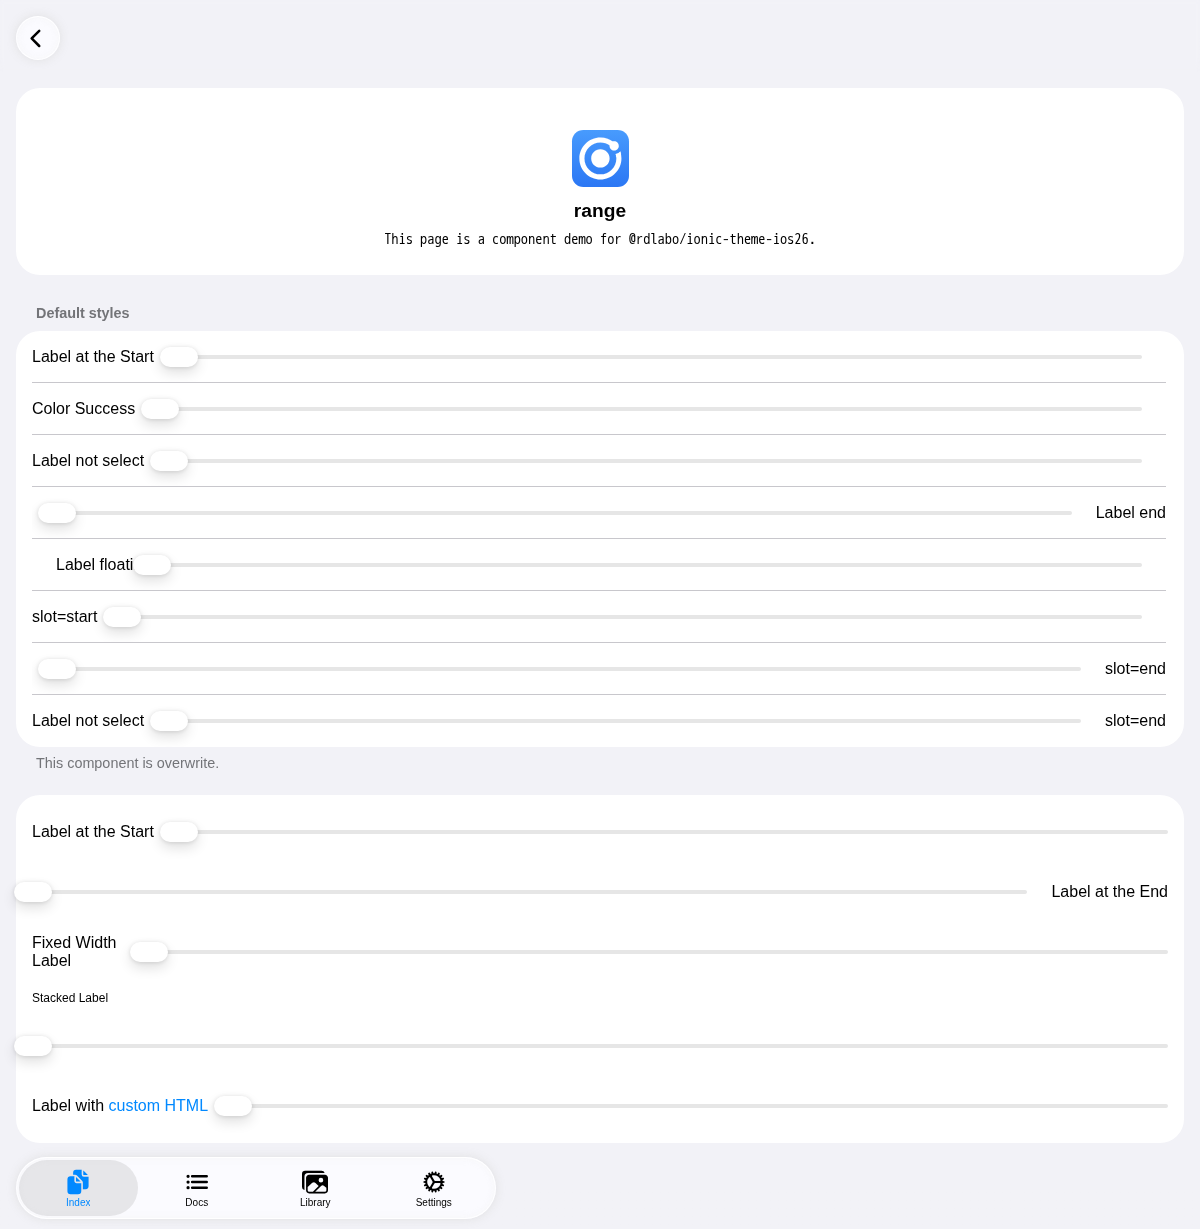 range
This page is a component demo for @rdlabo/ionic-theme-ios26.
Default styles
Label at the Start
Color Success
Label not select
Label end
Label floati
slot=start
slot=end
Label not select
slot=end
This component is overwrite.
Label at the Start
Label at the End
Fixed Width
Label
Stacked Label
Label with custom HTML
Index
Docs
Library
Settings